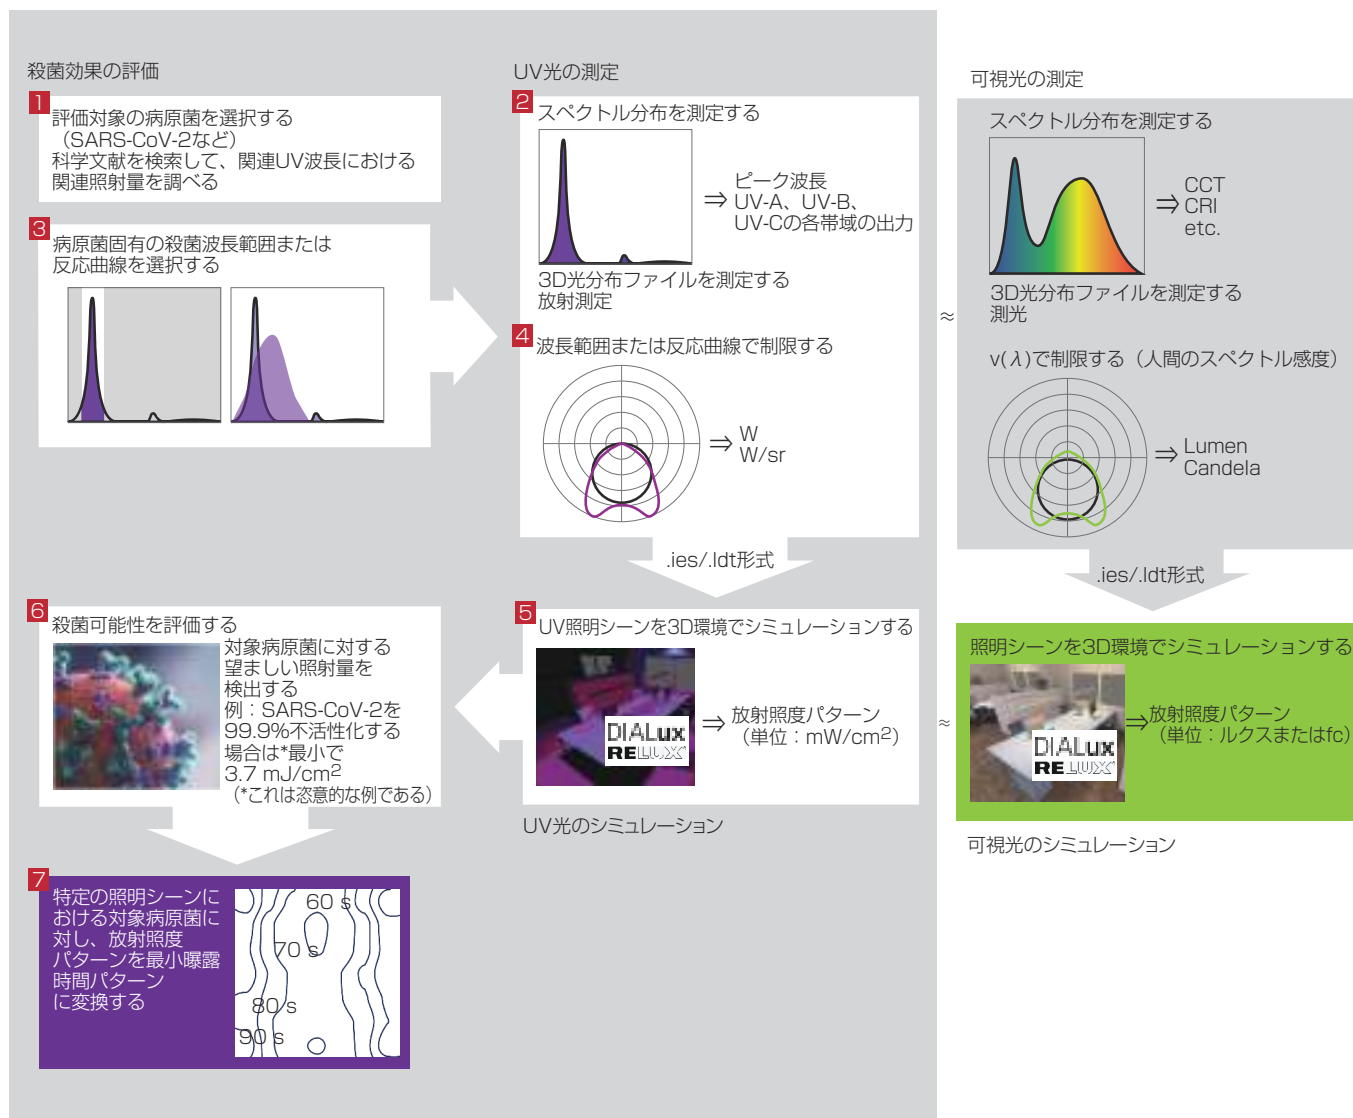 殺菌効果の評価
1
評価対象の病原菌を選択する
（SARS-CoV-2など）
科学文献を検索して、関連UV波長における
関連照射量を調べる
3
病原菌固有の殺菌波長範囲または
反応曲線を選択する
UV光の測定
2
スペクトル分布を測定する
⇒
ピーク波長
UV-A、UV-B、
UV-Cの各帯域の出力
3D光分布ファイルを測定する
放射測定
4
波長範囲または反応曲線で制限する
⇒
W
W/sr
.ies/.ldt形式
≈
可視光の測定
スペクトル分布を測定する
⇒
CCT
CRI
etc.
3D光分布ファイルを測定する
測光
v(λ)で制限する（人間のスペクトル感度）
⇒
Lumen
Candela
.ies/.ldt形式
5
UV照明シーンを3D環境でシミュレーションする
DIALux
RELUX
⇒
放射照度パターン
（単位：mW/cm2）
UV光のシミュレーション
≈
照明シーンを3D環境でシミュレーションする
DIALux
RELUX
⇒
放射照度パターン
（単位：ルクスまたはfc）
可視光のシミュレーション
6
殺菌可能性を評価する
対象病原菌に対する
望ましい照射量を
検出する
例：SARS-CoV-2を
99.9%不活性化する
場合は*最小で
3.7 mJ/cm2
（*これは恣意的な例である）
7
特定の照明シーンに
おける対象病原菌に
対し、放射照度
パターンを最小曝露
時間パターン
に変換する
60 s
70 s
80 s
90 s